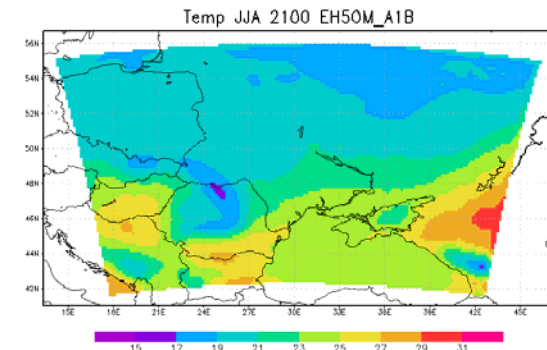 Temp JJA 2100 EH50M_A1B
56N
54N
52N
50N
48N
46N
44N
42N
15E 18E 21E 24E 27E 30E 33E 36E 39E 42E 45E
15 17 19 21 23 25 27 29 31